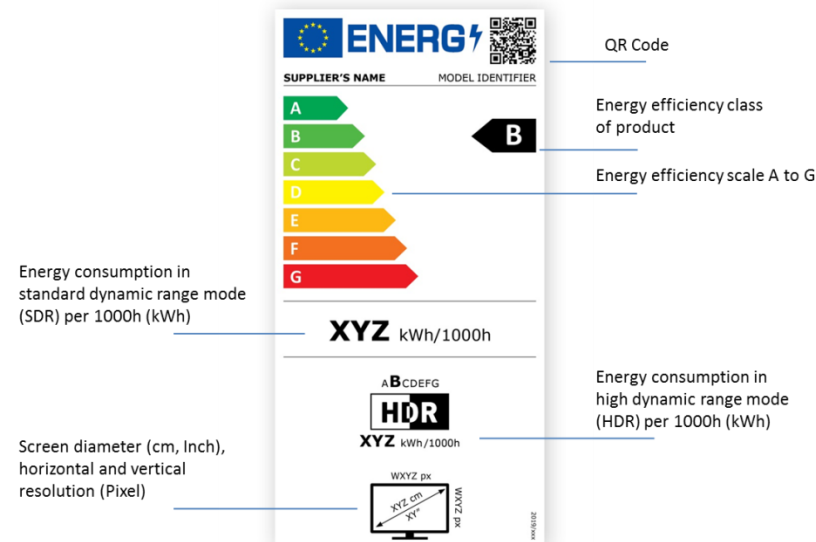 ENERG
SUPPLIER'S NAME MODEL IDENTIFIER
QR Code
A
B
C
D
E
F
G
B
Energy efficiency class
of product
Energy efficiency scale A to G
Energy consumption in
standard dynamic range mode
(SDR) per 1000h (kWh)
XYZ kWh/1000h
ABCDEFG
HDR
XYZ kWh/1000h
Energy consumption in
high dynamic range mode
(HDR) per 1000h (kWh)
Screen diameter (cm, Inch),
horizontal and vertical
resolution (Pixel)
WXYZ px
XYZ cm
XY"
WXYZ px
2019/xxx